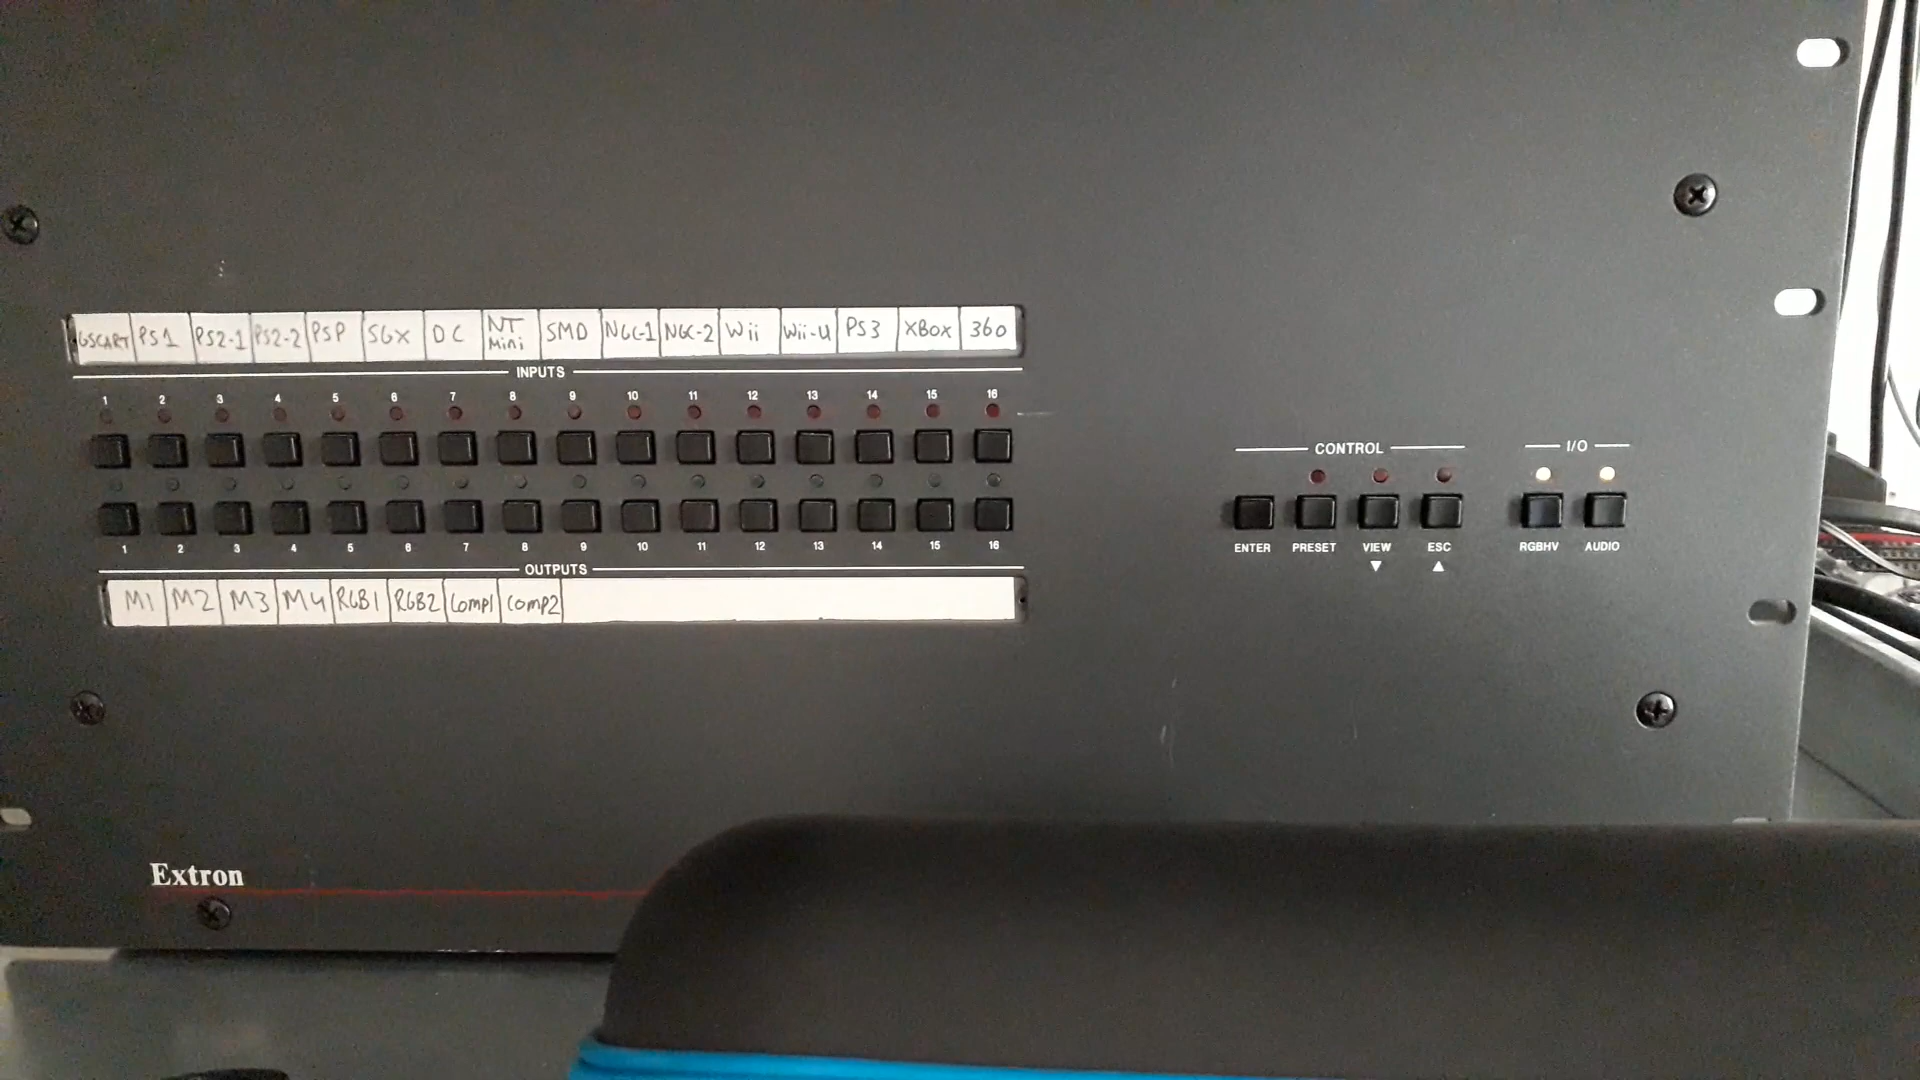 GSCART PS1 PS2-1 PS2-2 PSP SGX DC NT Mini SMD NGC-1 NGC-2 Wii Wii-U PS3 XBOX 360
INPUTS
1 2 3 4 5 6 7 8 9 10 11 12 13 14 15 16
1 2 3 4 5 6 7 8 9 10 11 12 13 14 15 16
OUTPUTS
M1 M2 M3 M4 RGB1 RGB2 Comp1 Comp2
CONTROL I/O
ENTER PRESET VIEW ESC RGBHV AUDIO
Extron